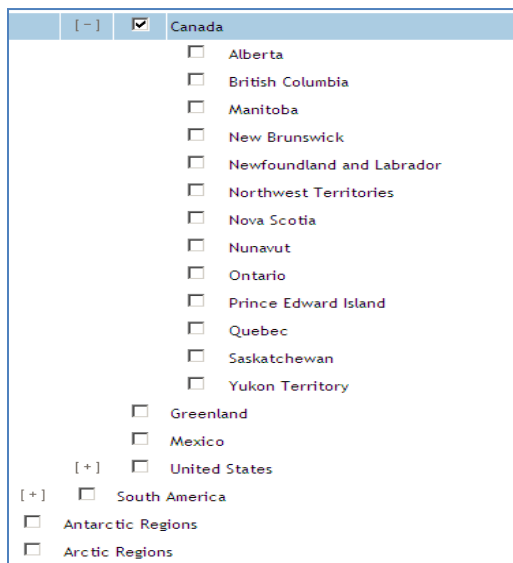 [-] Canada
Alberta
British Columbia
Manitoba
New Brunswick
Newfoundland and Labrador
Northwest Territories
Nova Scotia
Nunavut
Ontario
Prince Edward Island
Quebec
Saskatchewan
Yukon Territory
Greenland
Mexico
[+] United States
[+] South America
Antarctic Regions
Arctic Regions